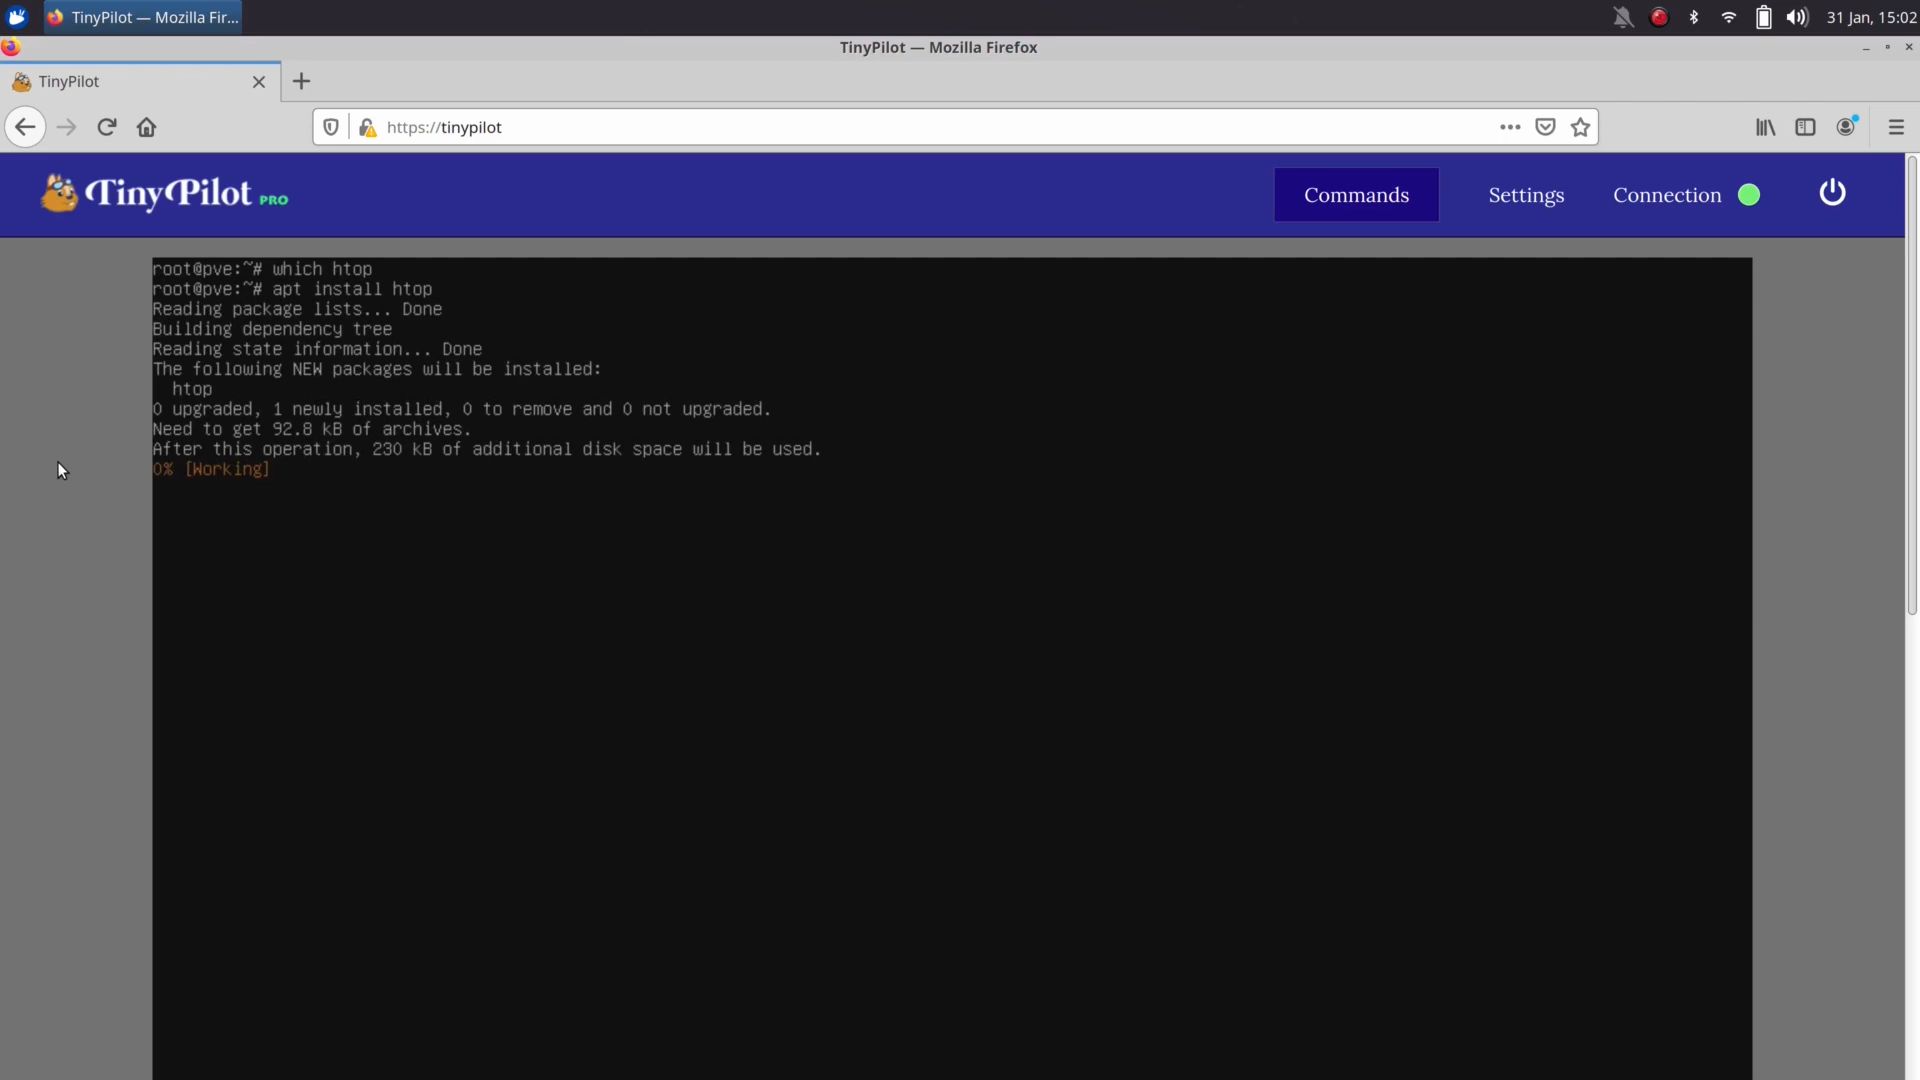 TinyPilot — Mozilla Fir...
31 Jan, 15:02
TinyPilot — Mozilla Firefox
TinyPilot
https://tinypilot
TinyPilot PRO
Commands
Settings
Connection
root@pve:~# which htop
root@pve:~# apt install htop
Reading package lists... Done
Building dependency tree
Reading state information... Done
The following NEW packages will be installed:
  htop
0 upgraded, 1 newly installed, 0 to remove and 0 not upgraded.
Need to get 92.8 kB of archives.
After this operation, 230 kB of additional disk space will be used.
0% [Working]